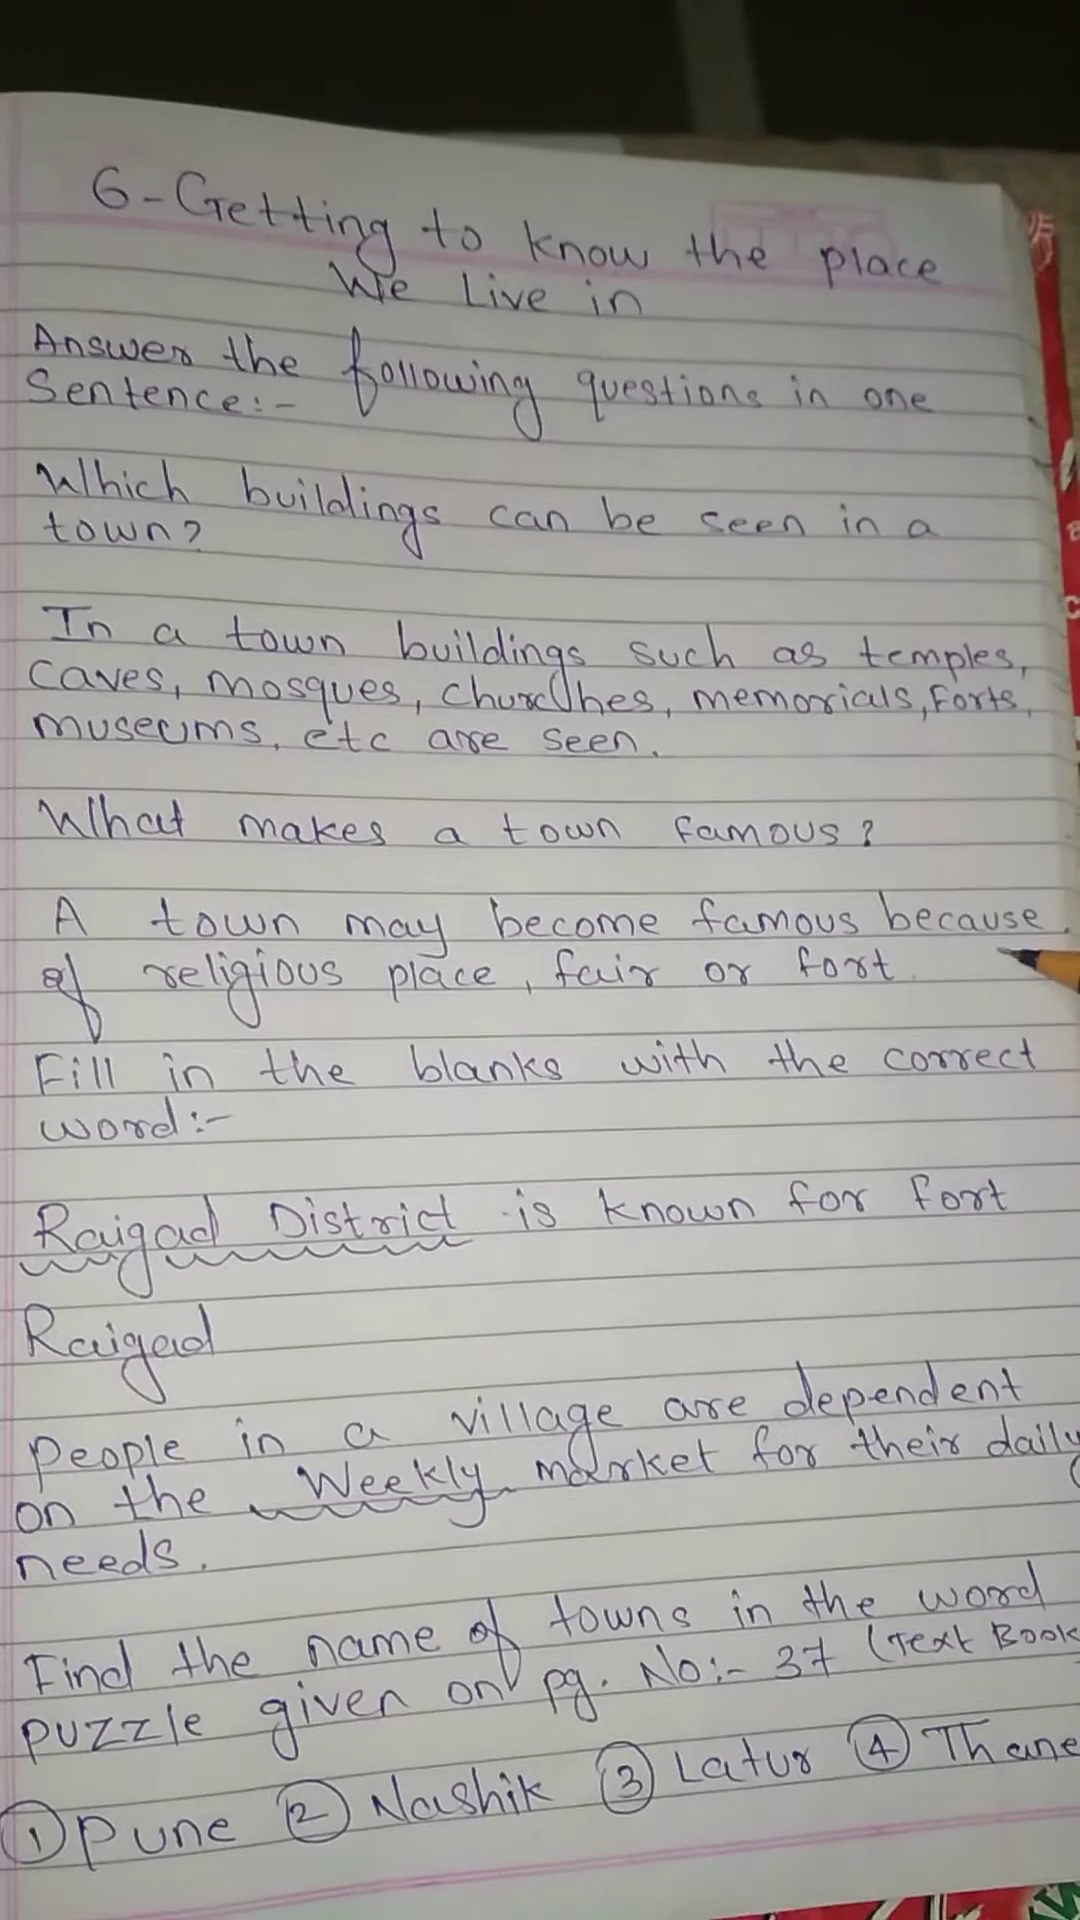 6-Getting to know the place
We Live in
Answer the following questions in one
Sentence:-
Which buildings can be seen in a
town?
In a town buildings such as temples,
Caves, mosques, churches, memorials, Forts,
museums, etc are seen.
What makes a town famous?
A town may become famous because
of religious place, fair or fort.
Fill in the blanks with the correct
word:-
Raigad District is known for fort
Raigad
People in a village are dependent
on the Weekly market for their daily
needs.
Find the name of towns in the word
puzzle given on pg. No:- 37 (Text Book
① Pune ② Nashik ③ Latur ④ Thane